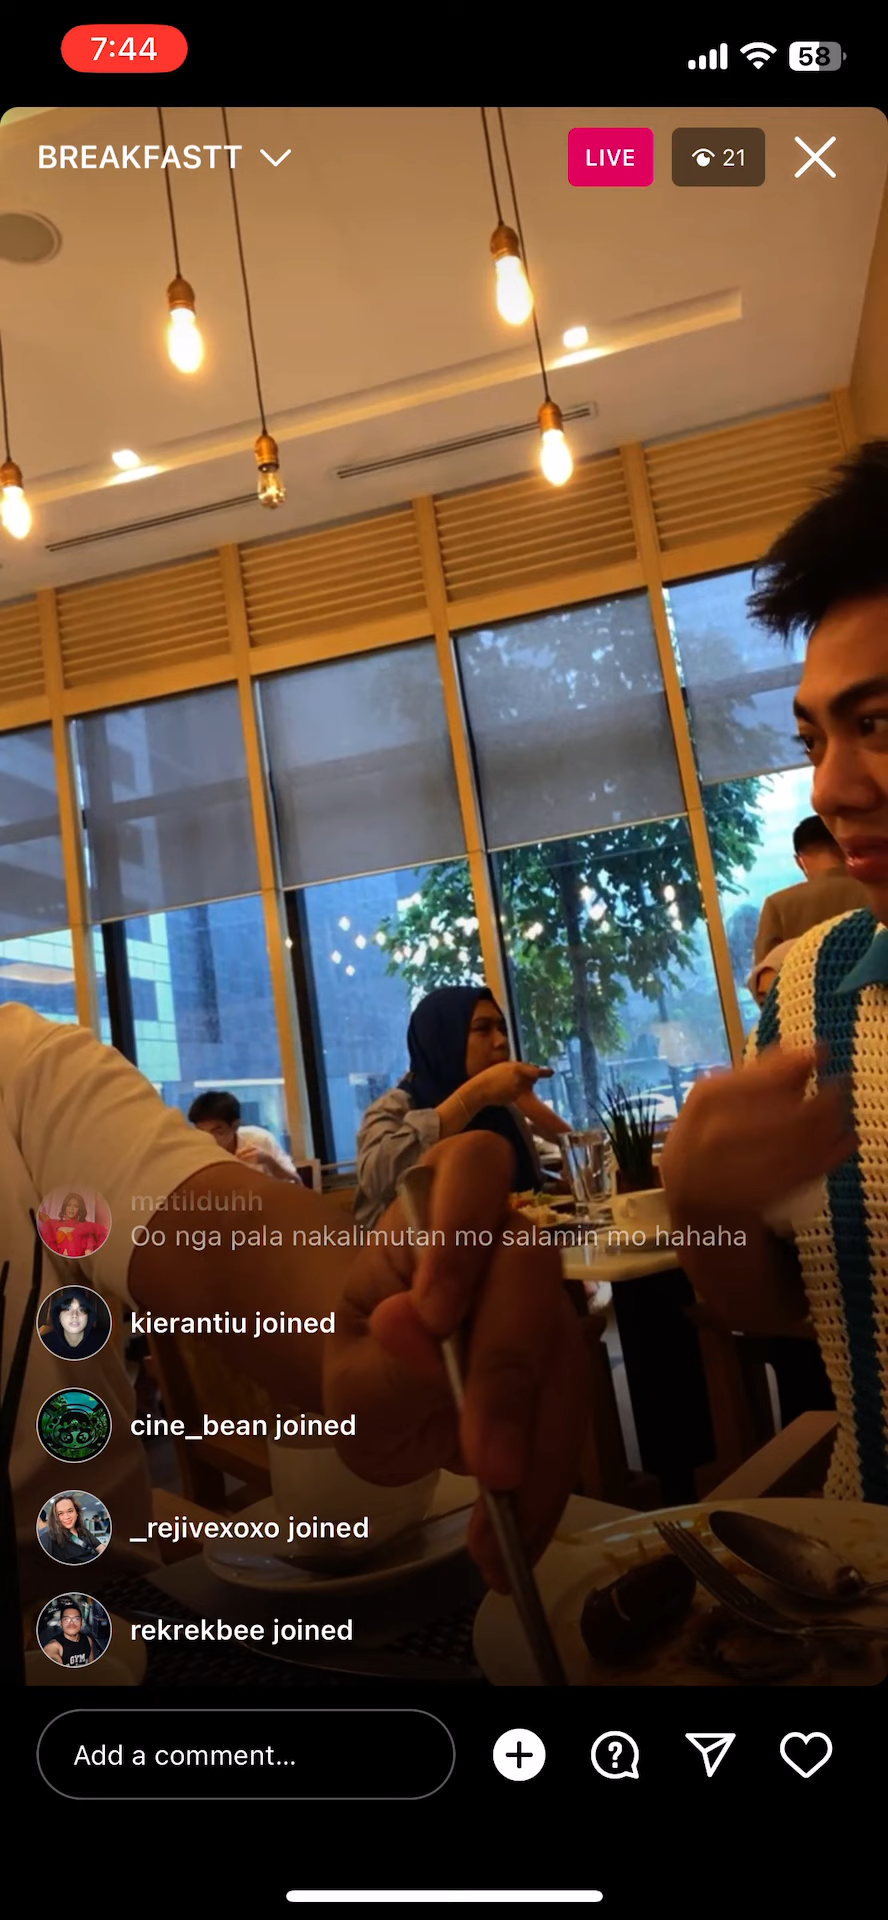 7:44
58
BREAKFASTT
LIVE
21
matilduhh
Oo nga pala nakalimutan mo salamin mo hahaha
kierantiu joined
cine_bean joined
_rejivexoxo joined
rekrekbee joined
GYM
Add a comment...